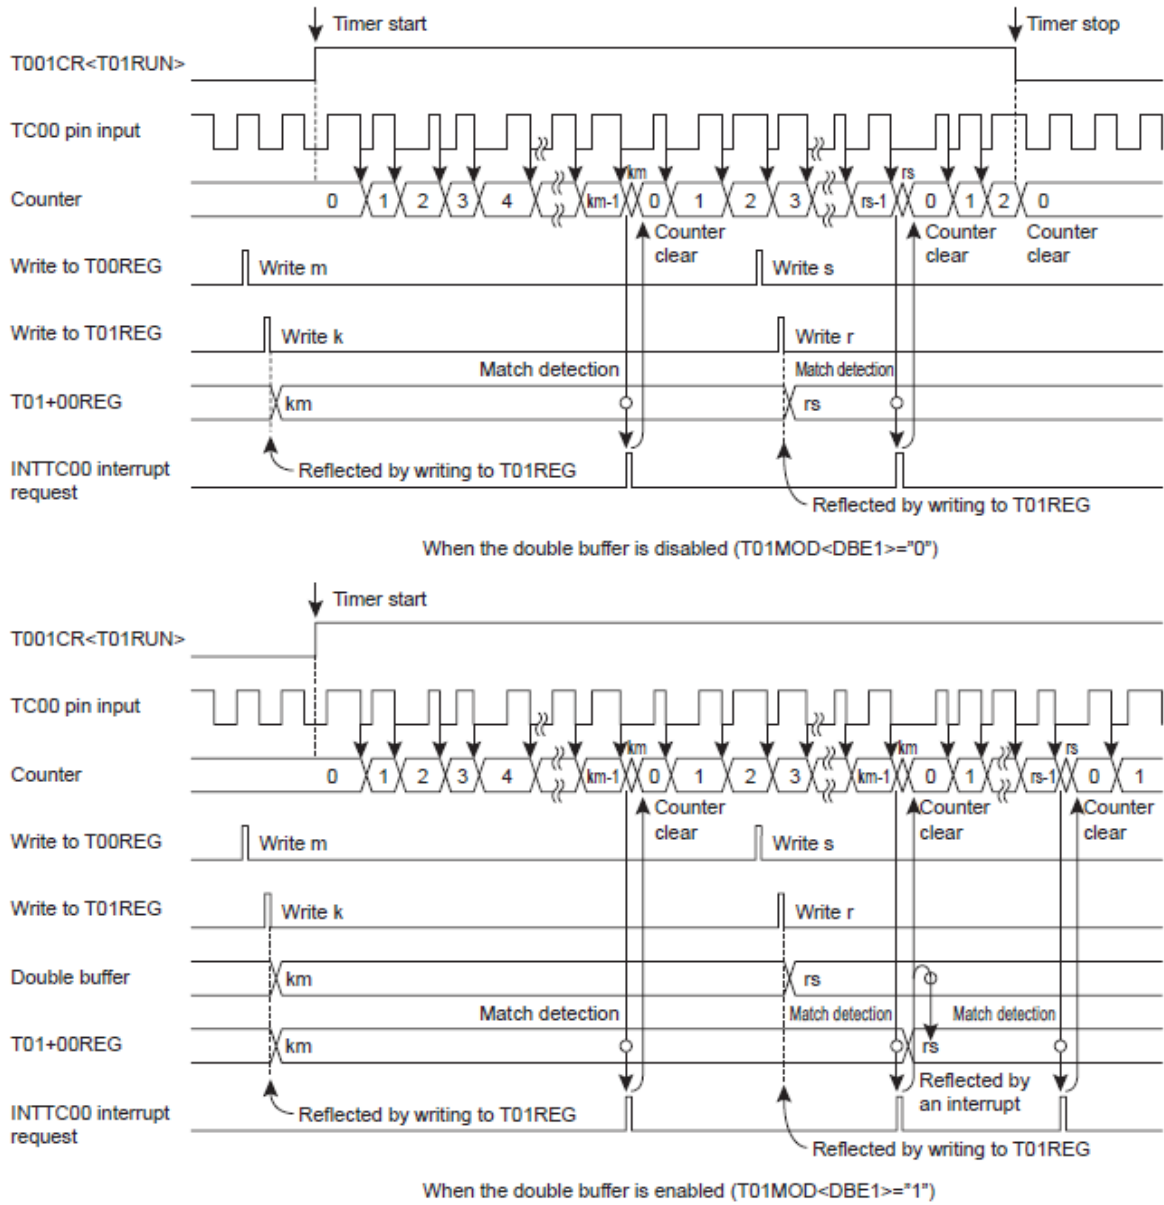 Timer start
Timer stop
T001CR<T01RUN>
TC00 pin input
km
rs
Counter
0 1 2 3 4 km-1 0 1 2 3 rs-1 0 1 2 0
Counter clear
Counter clear
Counter clear
Write to T00REG
Write m
Write s
Write to T01REG
Write k
Write r
Match detection
Match detection
T01+00REG
km
rs
INTTC00 interrupt request
Reflected by writing to T01REG
Reflected by writing to T01REG
When the double buffer is disabled (T01MOD<DBE1>="0")
Timer start
T001CR<T01RUN>
TC00 pin input
km
km
rs
Counter
0 1 2 3 4 km-1 0 1 2 3 km-1 0 1 rs-1 0 1
Counter clear
Counter clear
Counter clear
Write to T00REG
Write m
Write s
Write to T01REG
Write k
Write r
Double buffer
km
rs
Match detection
Match detection
Match detection
T01+00REG
km
rs
Reflected by an interrupt
INTTC00 interrupt request
Reflected by writing to T01REG
Reflected by writing to T01REG
When the double buffer is enabled (T01MOD<DBE1>="1")